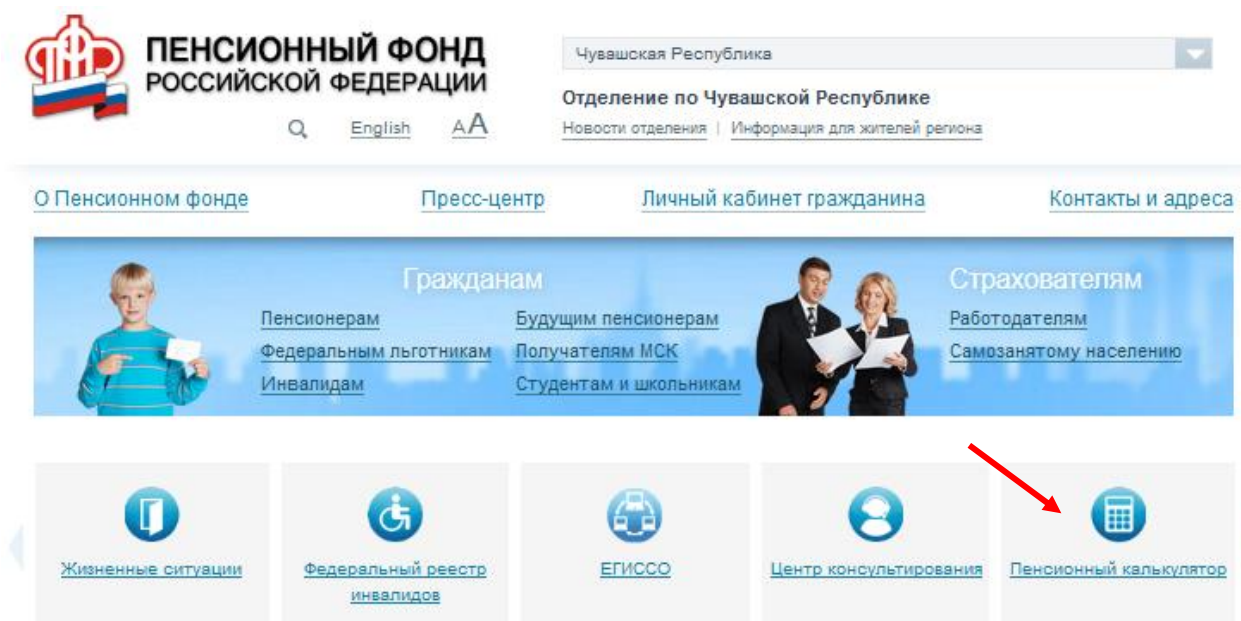 ПЕНСИОННЫЙ ФОНД
РОССИЙСКОЙ ФЕДЕРАЦИИ
English АА
Чувашская Республика
Отделение по Чувашской Республике
Новости отделения | Информация для жителей региона
О Пенсионном фонде Пресс-центр Личный кабинет гражданина Контакты и адреса
Гражданам
Пенсионерам Будущим пенсионерам
Федеральным льготникам Получателям МСК
Инвалидам Студентам и школьникам
Страхователям
Работодателям
Самозанятому населению
Жизненные ситуации
Федеральный реестр
инвалидов
ЕГИССО
Центр консультирования
Пенсионный калькулятор